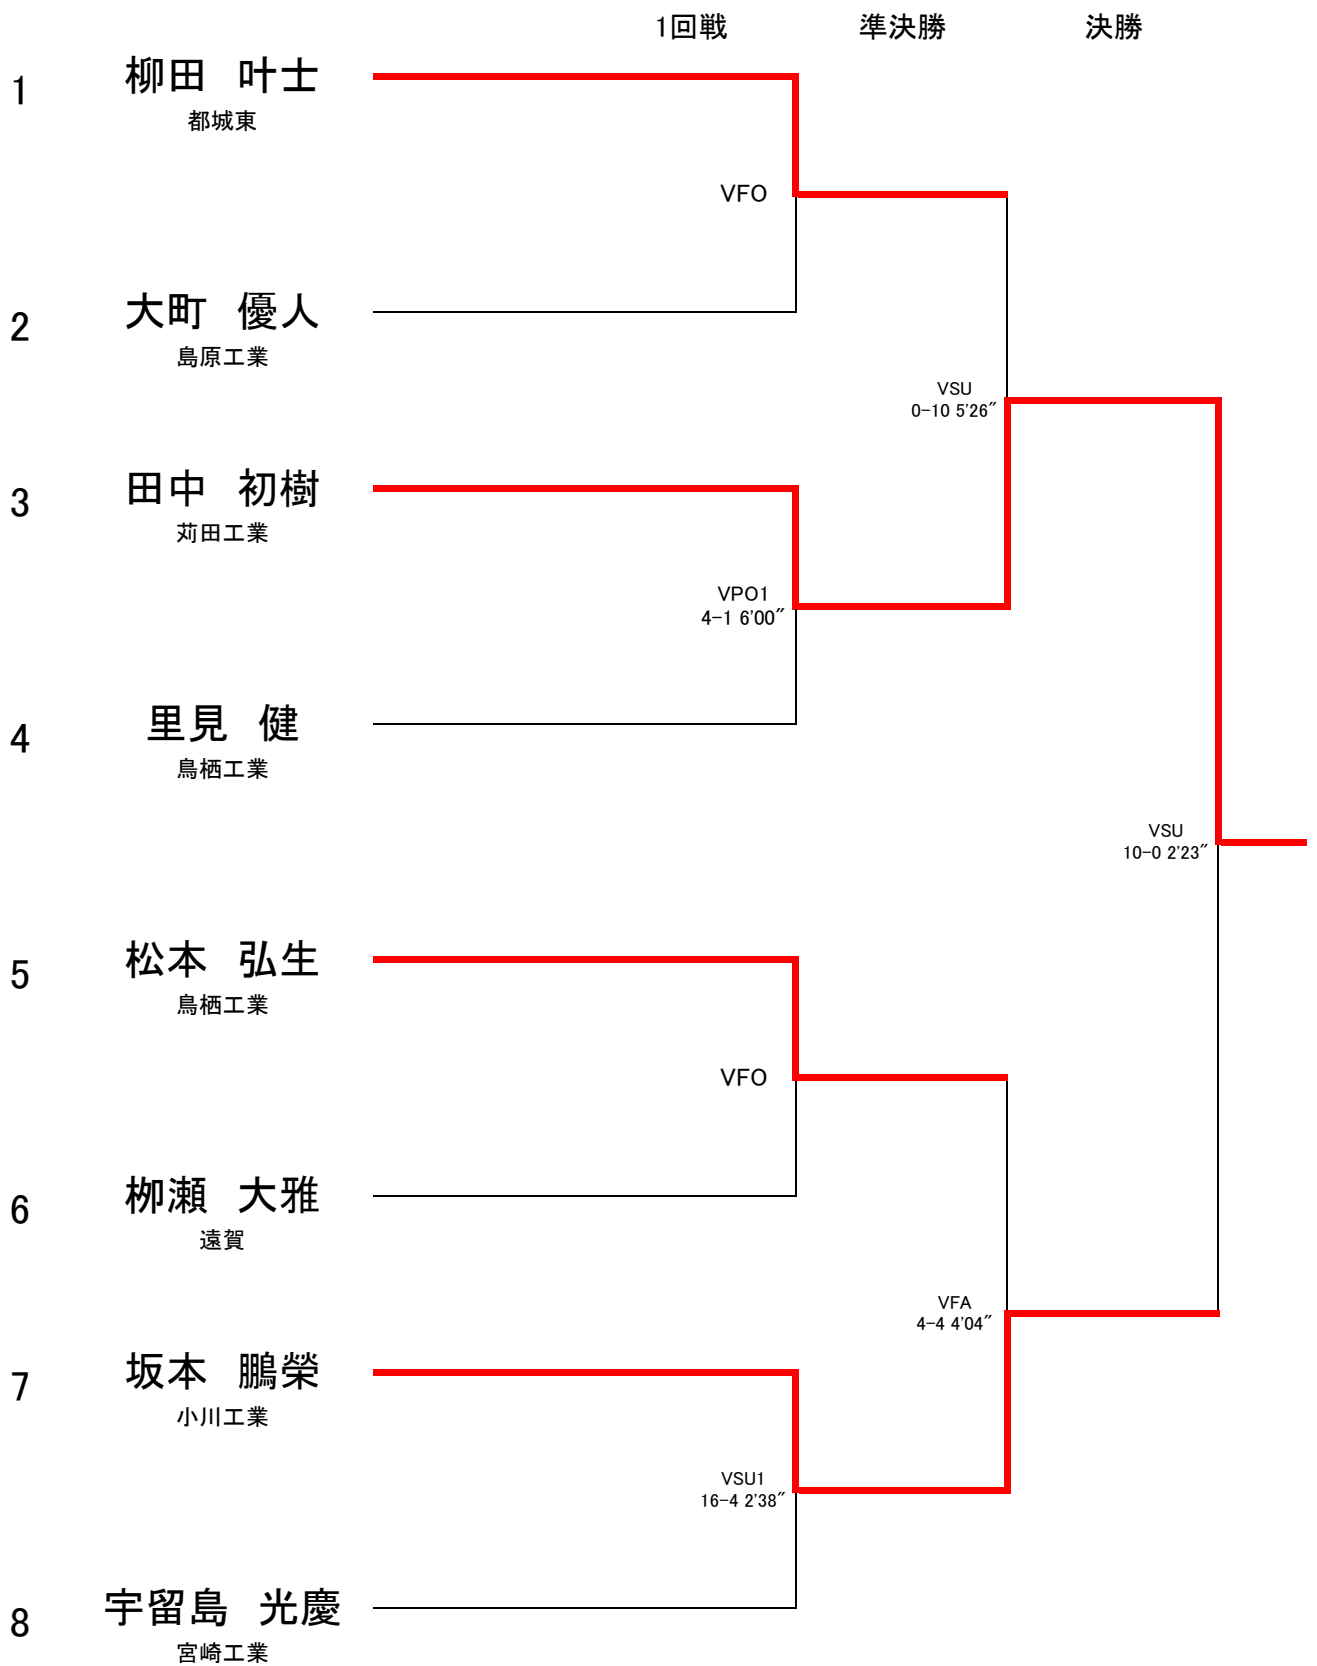 1回戦 準決勝 決勝
1 柳田 叶士
都城東
VFO
2 大町 優人
島原工業
VSU
0-10 5'26"
3 田中 初樹
苅田工業
VPO1
4-1 6'00"
4 里見 健
鳥栖工業
VSU
10-0 2'23"
5 松本 弘生
鳥栖工業
VFO
6 栁瀬 大雅
遠賀
VFA
4-4 4'04"
7 坂本 鵬榮
小川工業
VSU1
16-4 2'38"
8 宇留島 光慶
宮崎工業